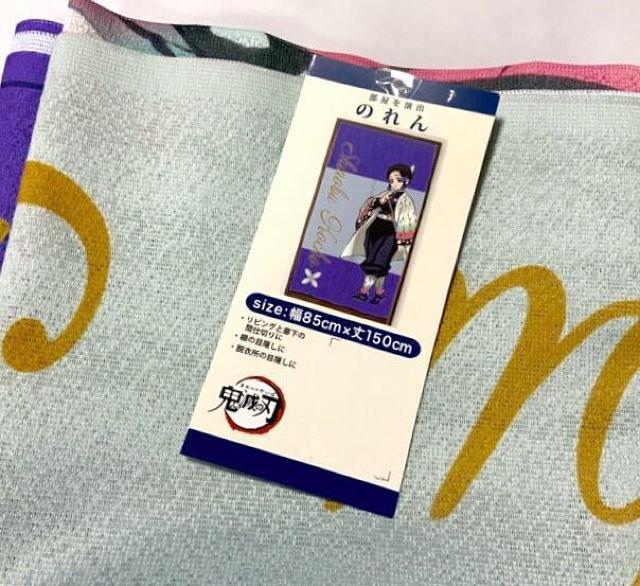 部屋を演出
のれん
Shinobu Kocho
size:幅85cm×丈150cm
・リビングと廊下の
間仕切りに
・棚の目隠しに
・脱衣所の目隠しに
鬼滅の刃